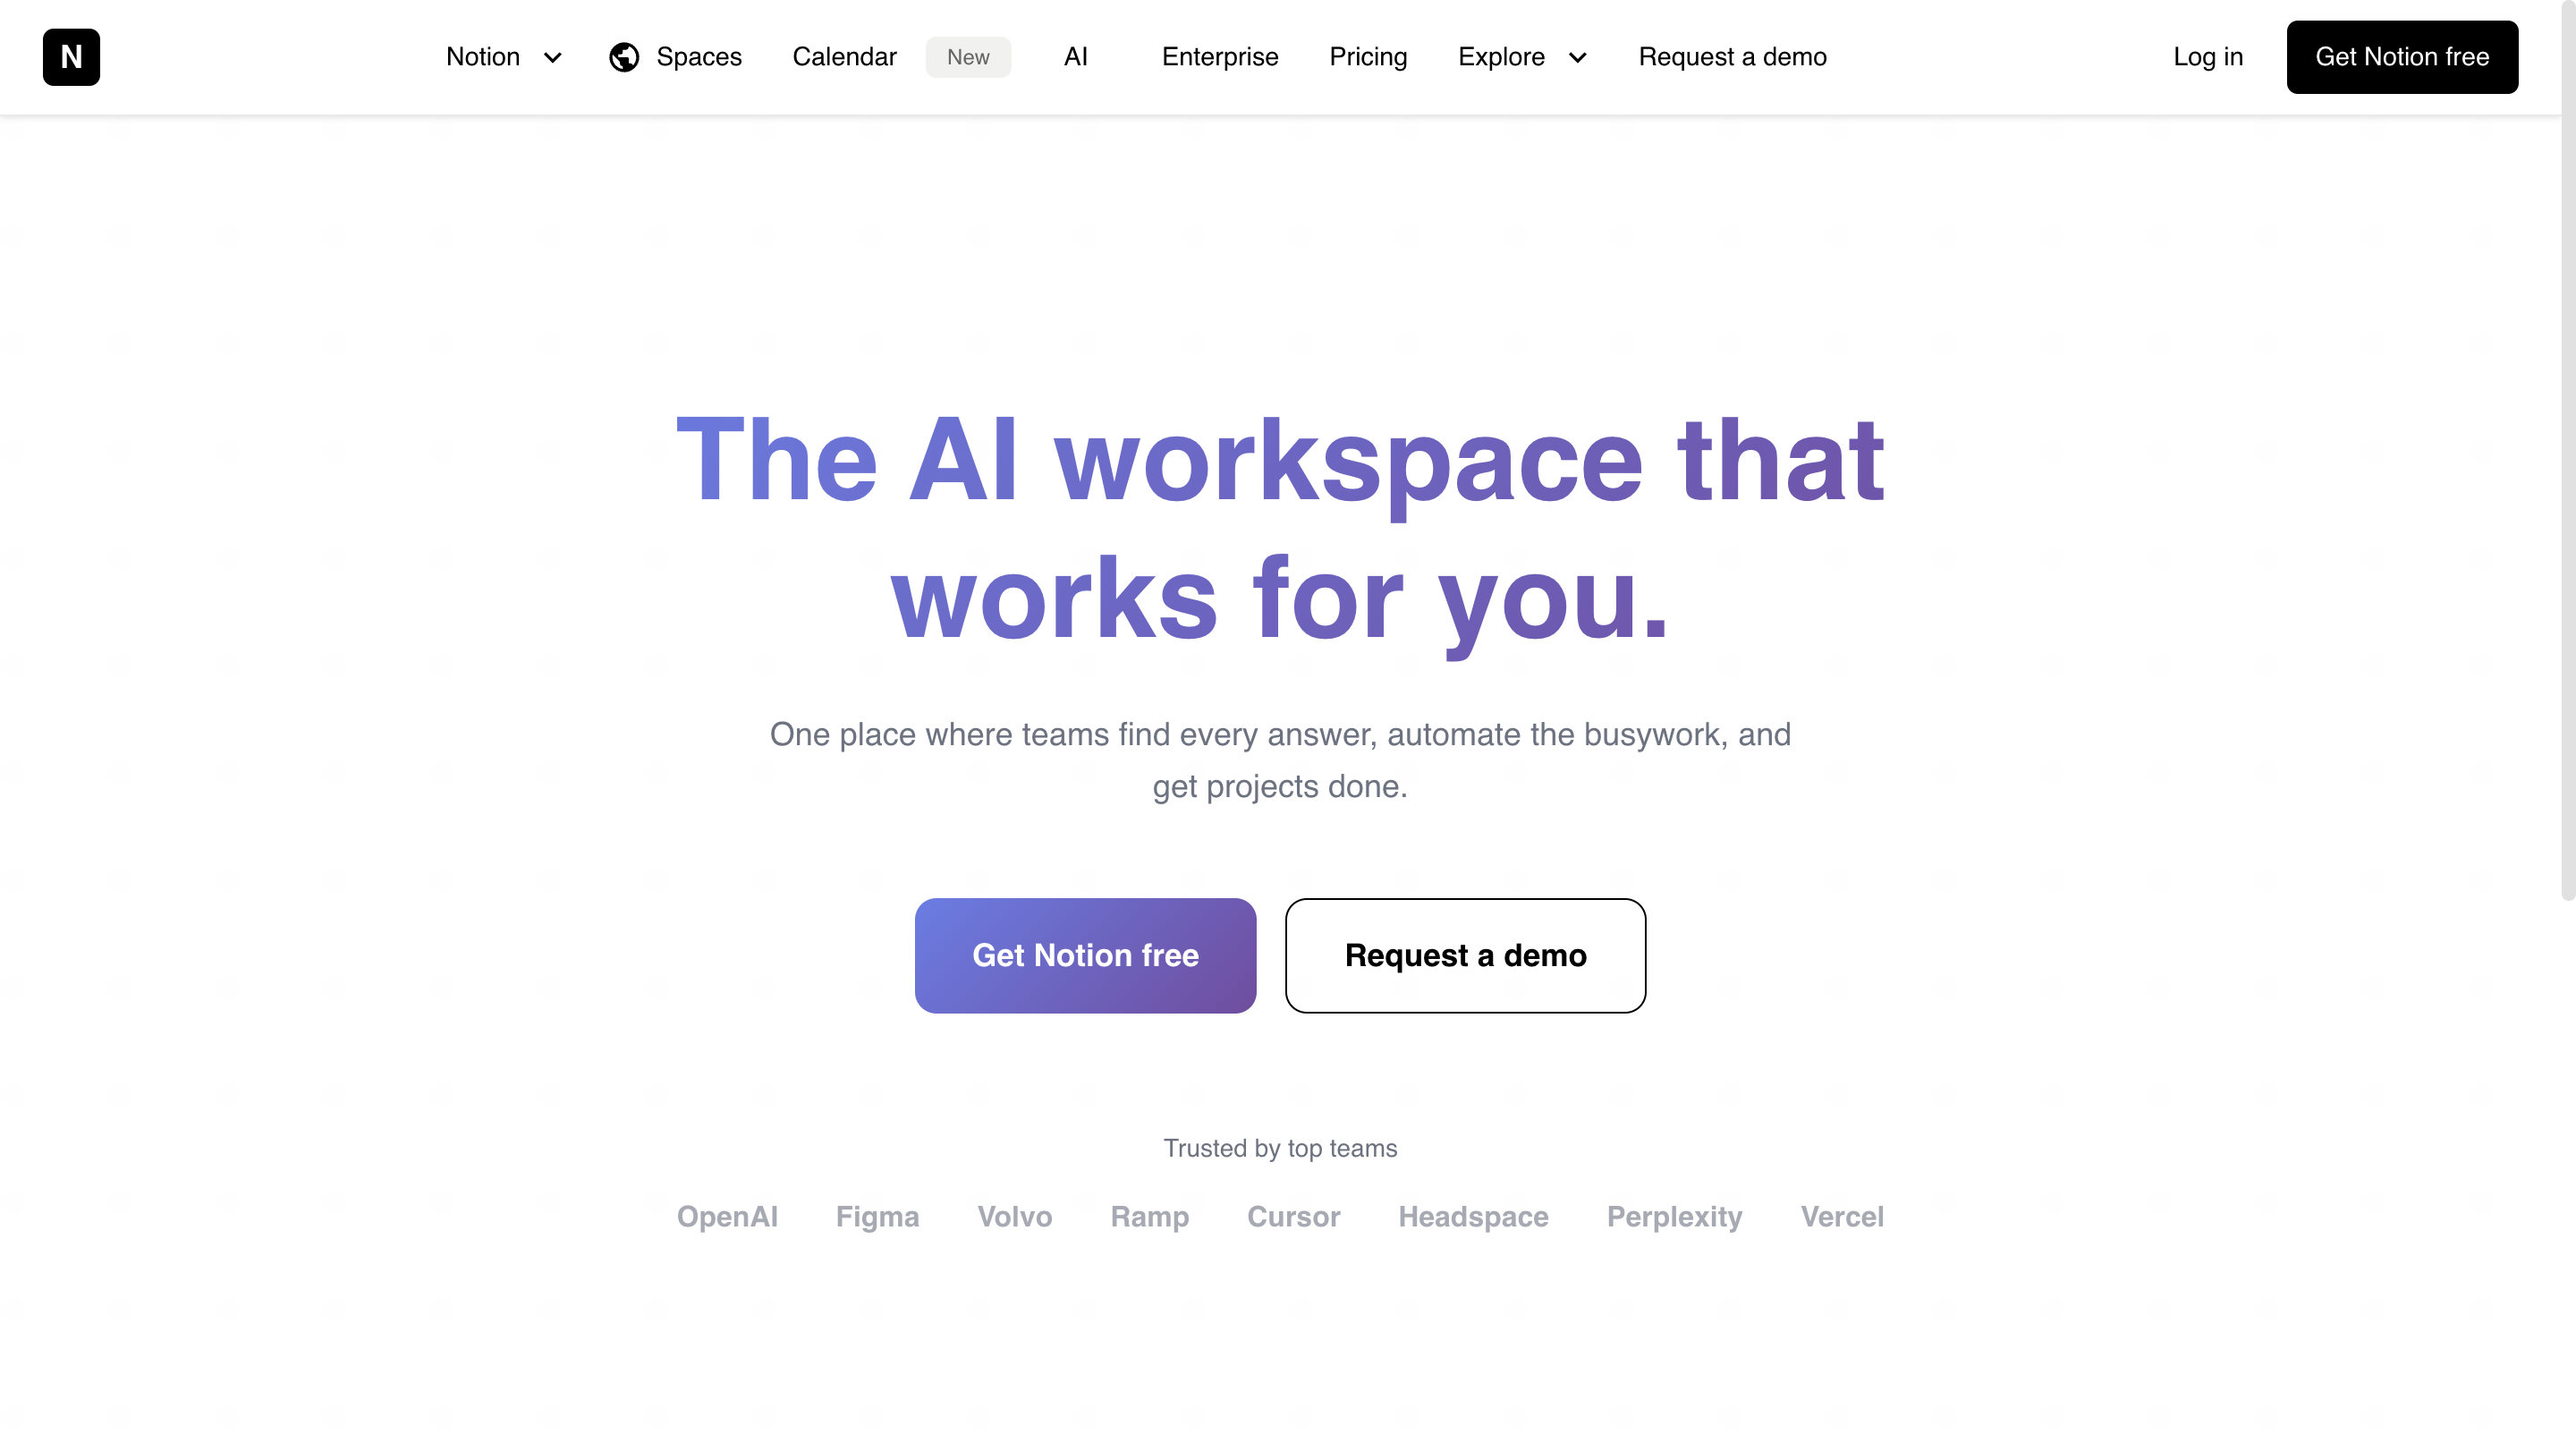 N Notion Spaces Calendar New AI Enterprise Pricing Explore Request a demo Log in Get Notion free
The AI workspace that
works for you.
One place where teams find every answer, automate the busywork, and
get projects done.
Get Notion free Request a demo
Trusted by top teams
OpenAI Figma Volvo Ramp Cursor Headspace Perplexity Vercel